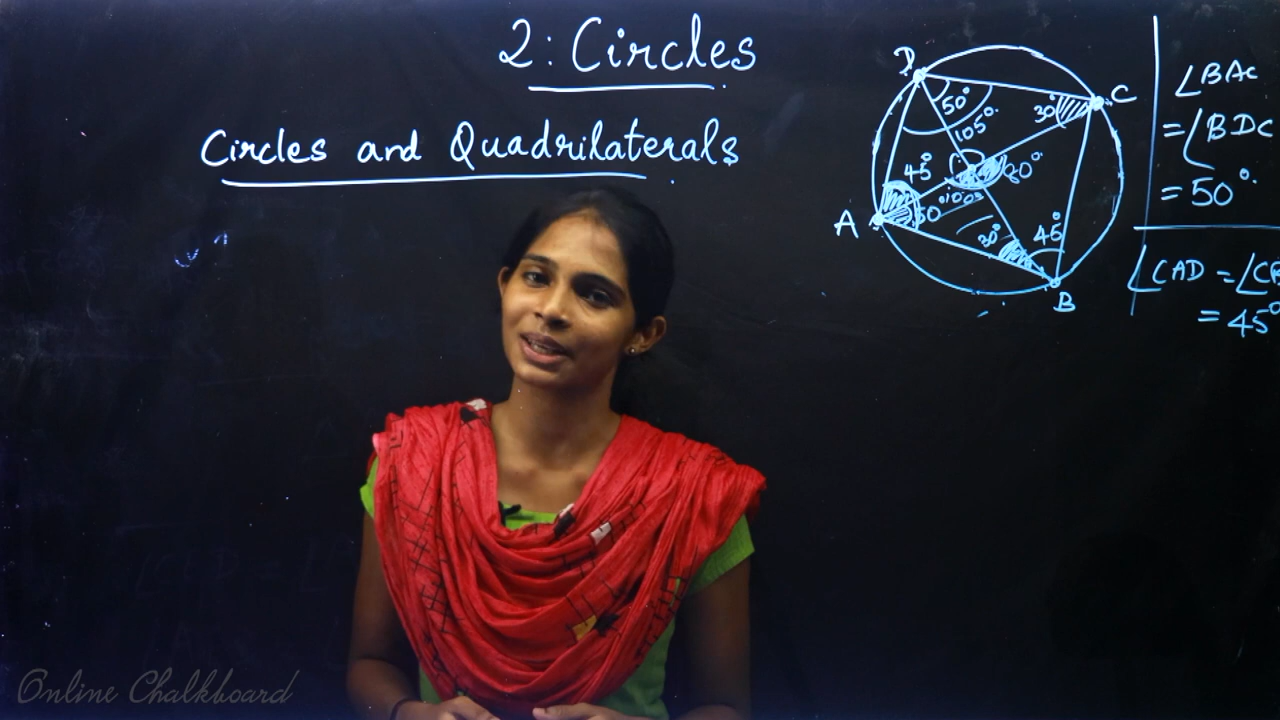 2: Circles
Circles and Quadrilaterals
D
C
50°
105°
30°
45°
80°
100°
50
A
30°
45°
B
∠BAC
=∠BDC
= 50°.
∠CAD = ∠CB
= 45°
Online Chalkboard